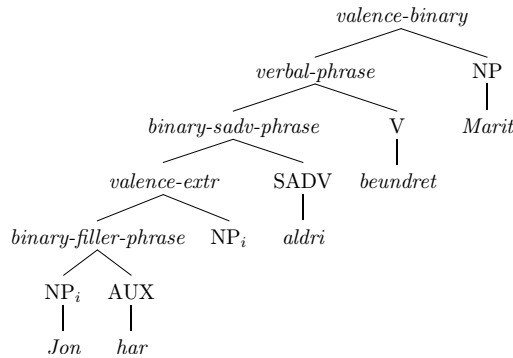 valence-binary
verbal-phrase NP
binary-sadv-phrase V Marit
valence-extr SADV beundret
binary-filler-phrase NP_i aldri
NP_i AUX
Jon har